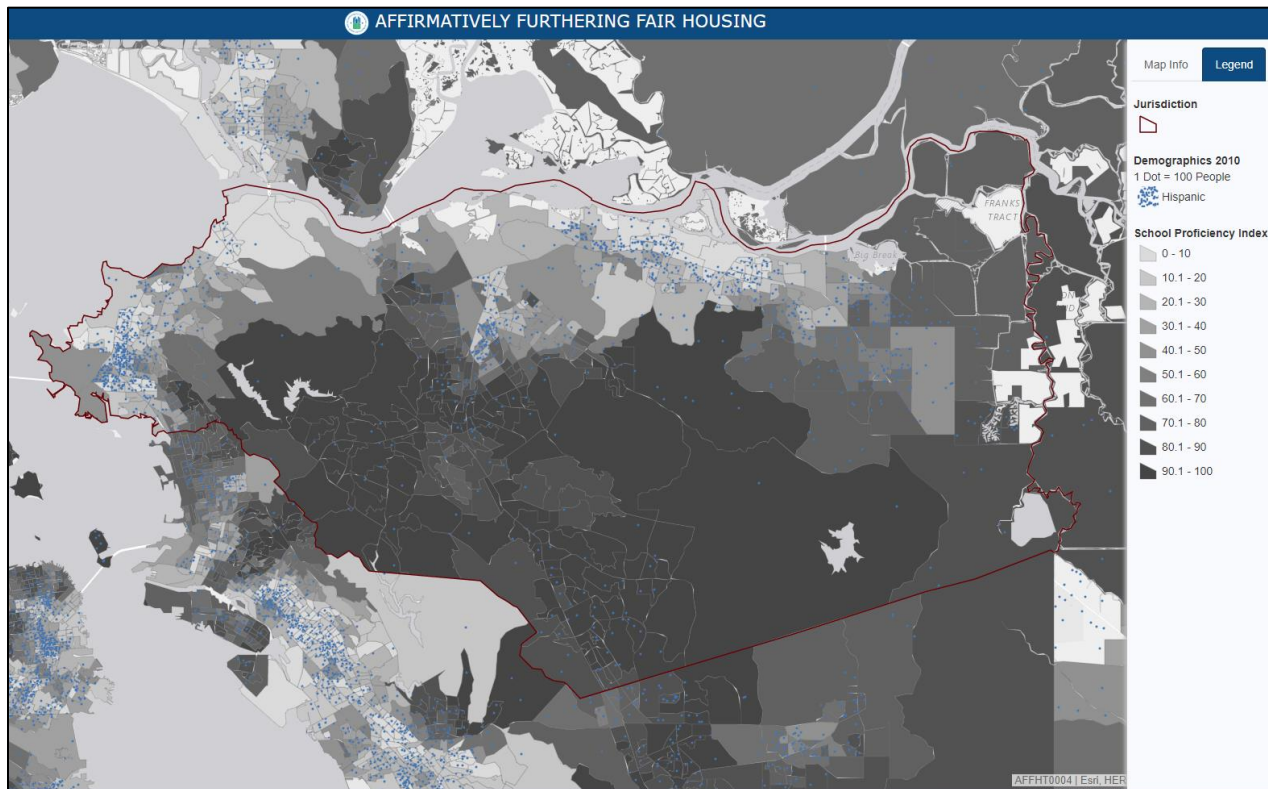 AFFIRMATIVELY FURTHERING FAIR HOUSING
Map Info
Legend
Jurisdiction
Demographics 2010
1 Dot = 100 People
Hispanic
School Proficiency Index
0 - 10
10.1 - 20
20.1 - 30
30.1 - 40
40.1 - 50
50.1 - 60
60.1 - 70
70.1 - 80
80.1 - 90
90.1 - 100
FRANKS
TRACT
Big Break
AFFHT0004 | Esri, HER